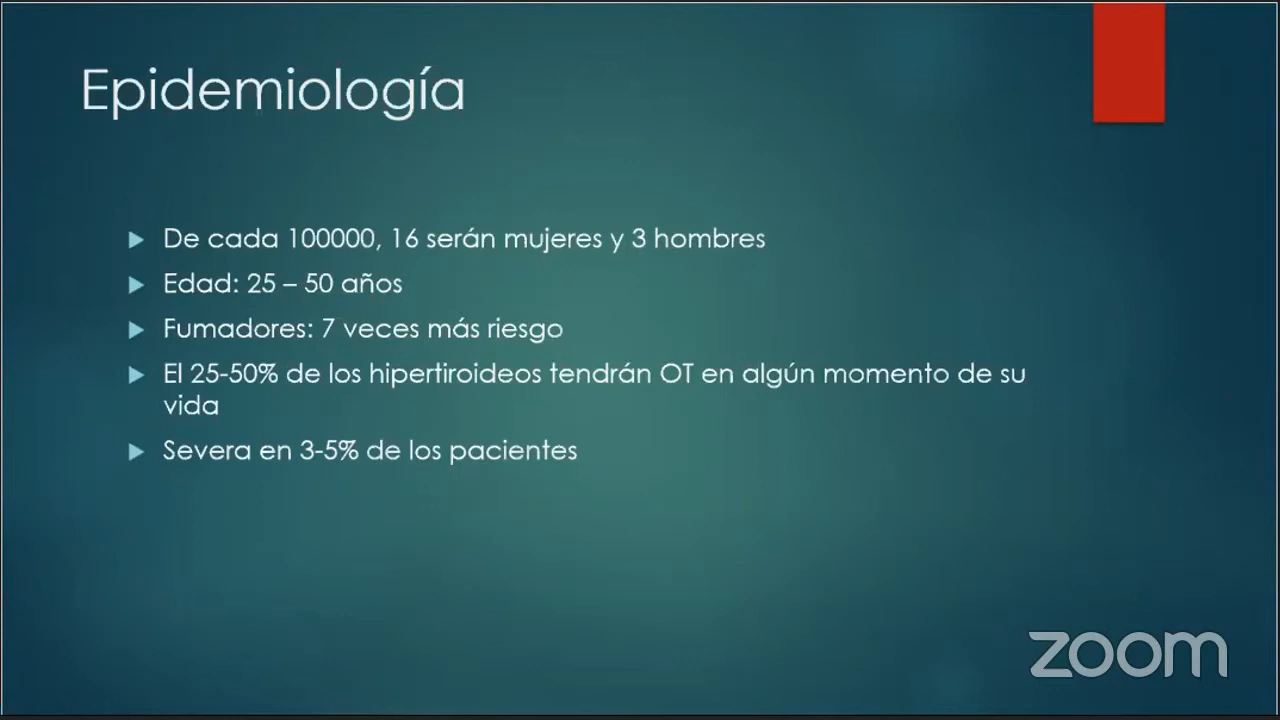 Epidemiología
De cada 100000, 16 serán mujeres y 3 hombres
Edad: 25 – 50 años
Fumadores: 7 veces más riesgo
El 25-50% de los hipertiroideos tendrán OT en algún momento de su
vida
Severa en 3-5% de los pacientes
zoom